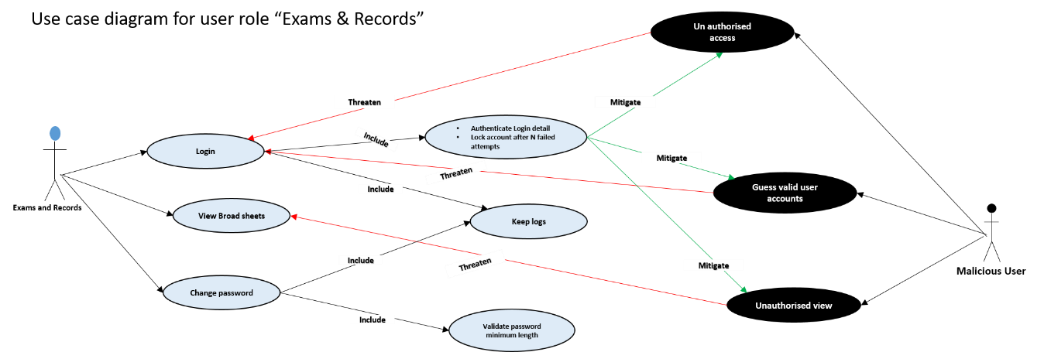 Use case diagram for user role “Exams & Records”
Un authorised
access
Threaten
Mitigate
• Authenticate Login detail
• Lock account after N failed
attempts
Include
Login
Mitigate
Threaten
Include
Guess valid user
accounts
Exams and Records
View Broad sheets
Keep logs
Include
Threaten
Mitigate
Malicious User
Change password
Unauthorised view
Include
Validate password
minimum length